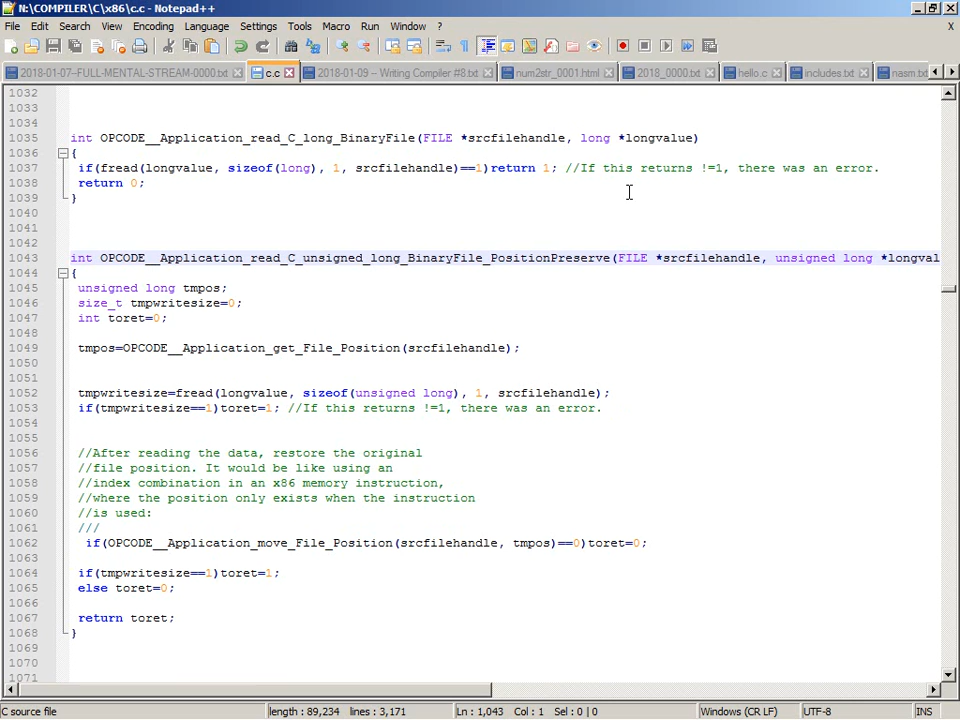 N:\COMPILER\C\x86\c.c - Notepad++
File Edit Search View Encoding Language Settings Tools Macro Run Window ? X
2018-01-07-FULL-MENTAL-STREAM-0000.txt c.c 2018-01-09 -- Writing Compiler #8.txt num2str_0001.html 2018_0000.txt hello.c includes.txt nasm.tx
1032
1033
1034
1035 int OPCODE__Application_read_C_long_BinaryFile(FILE *srcfilehandle, long *longvalue)
1036 {
1037 if(fread(longvalue, sizeof(long), 1, srcfilehandle)==1)return 1; //If this returns !=1, there was an error.
1038 return 0;
1039 }
1040
1041
1042
1043 int OPCODE__Application_read_C_unsigned_long_BinaryFile_PositionPreserve(FILE *srcfilehandle, unsigned long *longval
1044 {
1045 unsigned long tmpos;
1046 size_t tmpwritesize=0;
1047 int toret=0;
1048
1049 tmpos=OPCODE__Application_get_File_Position(srcfilehandle);
1050
1051
1052 tmpwritesize=fread(longvalue, sizeof(unsigned long), 1, srcfilehandle);
1053 if(tmpwritesize==1)toret=1; //If this returns !=1, there was an error.
1054
1055
1056 //After reading the data, restore the original
1057 //file position. It would be like using an
1058 //index combination in an x86 memory instruction,
1059 //where the position only exists when the instruction
1060 //is used:
1061 ///
1062 if(OPCODE__Application_move_File_Position(srcfilehandle, tmpos)==0)toret=0;
1063
1064 if(tmpwritesize==1)toret=1;
1065 else toret=0;
1066
1067 return toret;
1068 }
1069
1070
1071
C source file length : 89,234 lines : 3,171 Ln : 1,043 Col : 1 Sel : 0 | 0 Windows (CR LF) UTF-8 INS